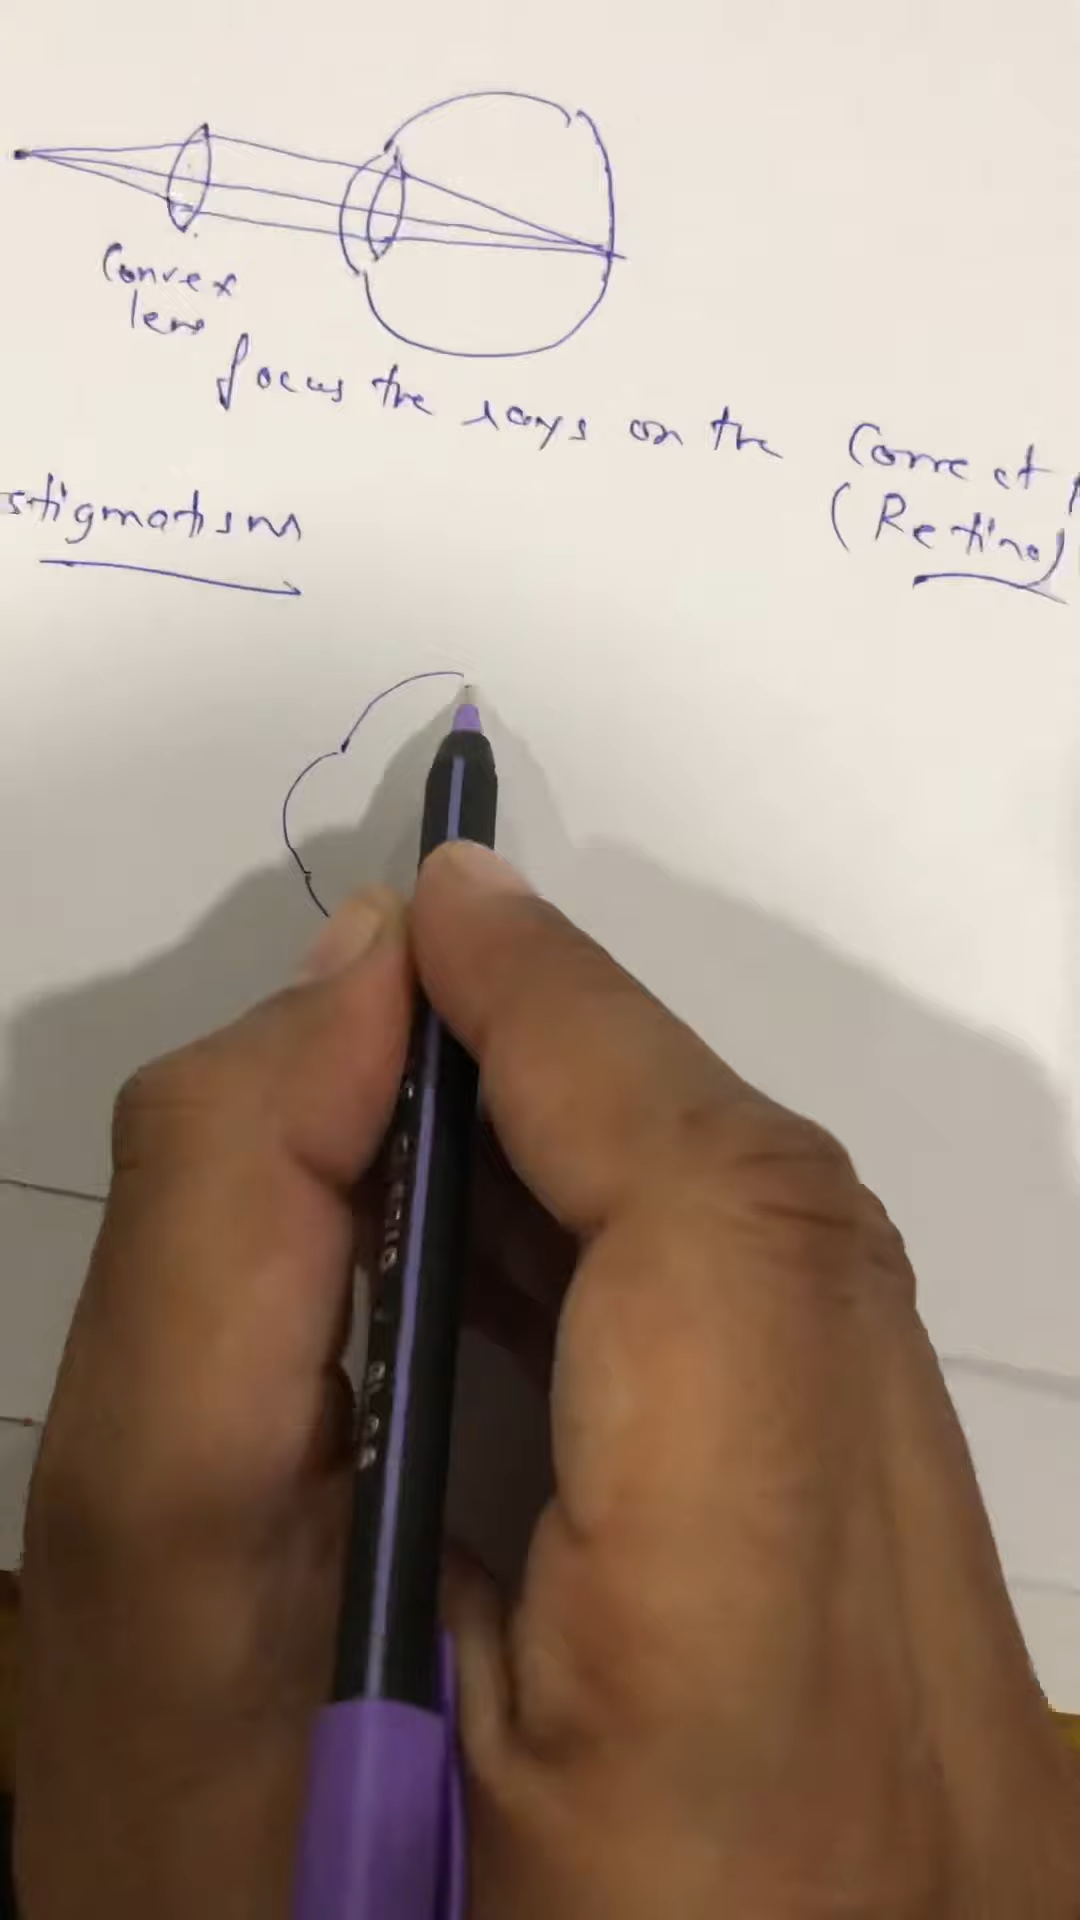 Convex
lens
focus the rays on the Correct
(Retina)
stigmatism